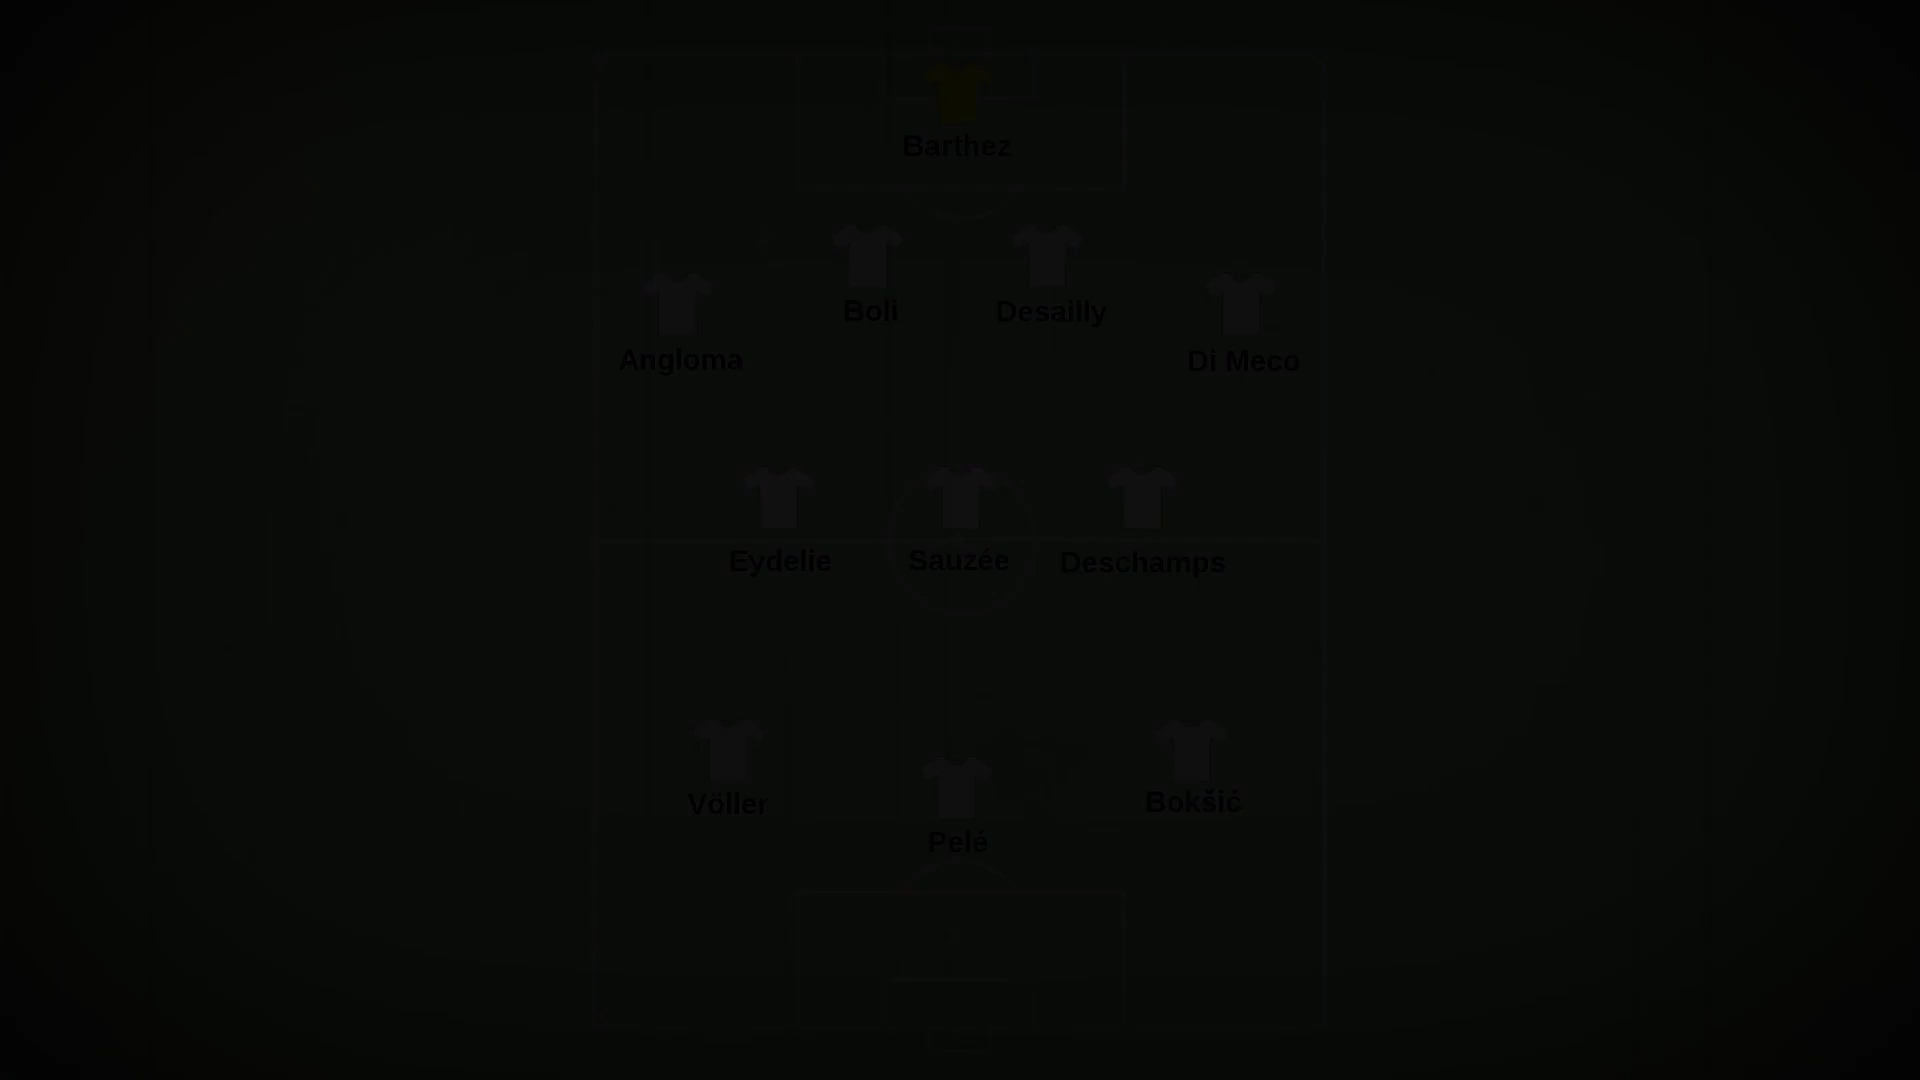 Barthez
Boli
Desailly
Angloma
Di Meco
Eydelie
Sauzée
Deschamps
Völler
Bokšić
Pelé